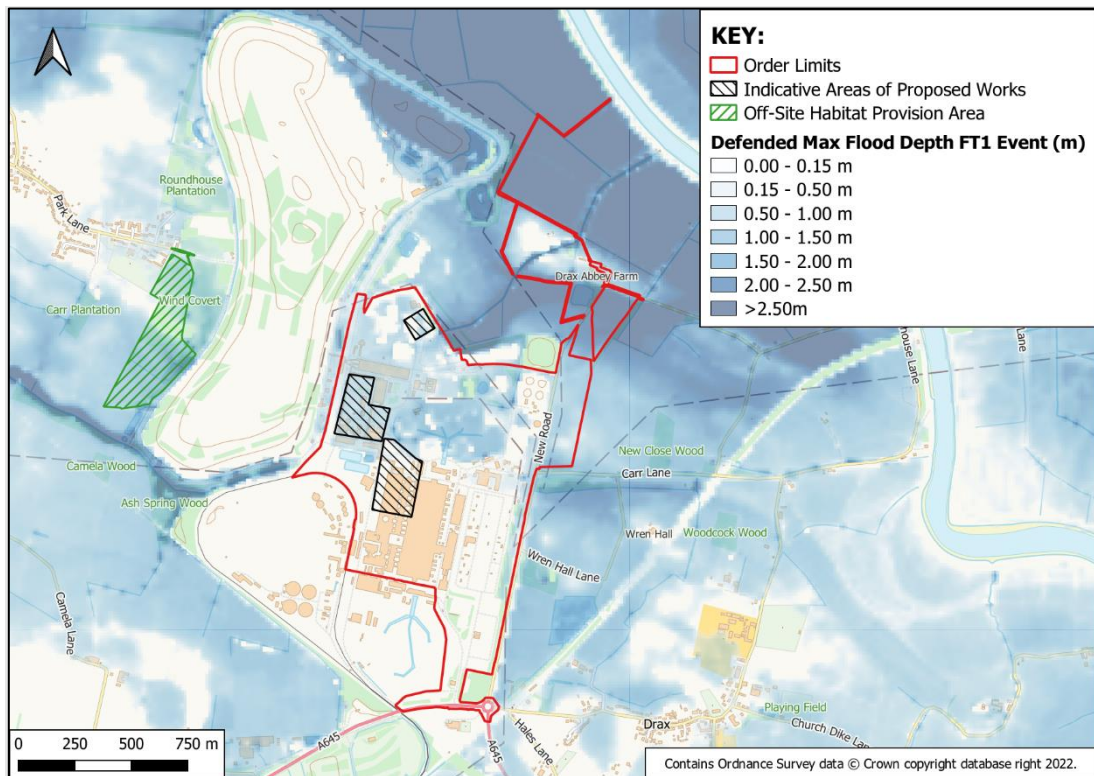 KEY:
Order Limits
Indicative Areas of Proposed Works
Off-Site Habitat Provision Area
Defended Max Flood Depth FT1 Event (m)
0.00 - 0.15 m
0.15 - 0.50 m
0.50 - 1.00 m
1.00 - 1.50 m
1.50 - 2.00 m
2.00 - 2.50 m
>2.50m
Roundhouse
Plantation
Park Lane
Wind Covert
Carr Plantation
Drax Abbey Farm
Lane
New Road
New Close Wood
Carr Lane
Camela Wood
Ash Spring Wood
Wren Hall
Woodcock Wood
Wren Hall Lane
Camela Lane
Playing Field
Drax
Church Dike
Hales Lane
A645
A645
0 250 500 750 m
Contains Ordnance Survey data © Crown copyright database right 2022.